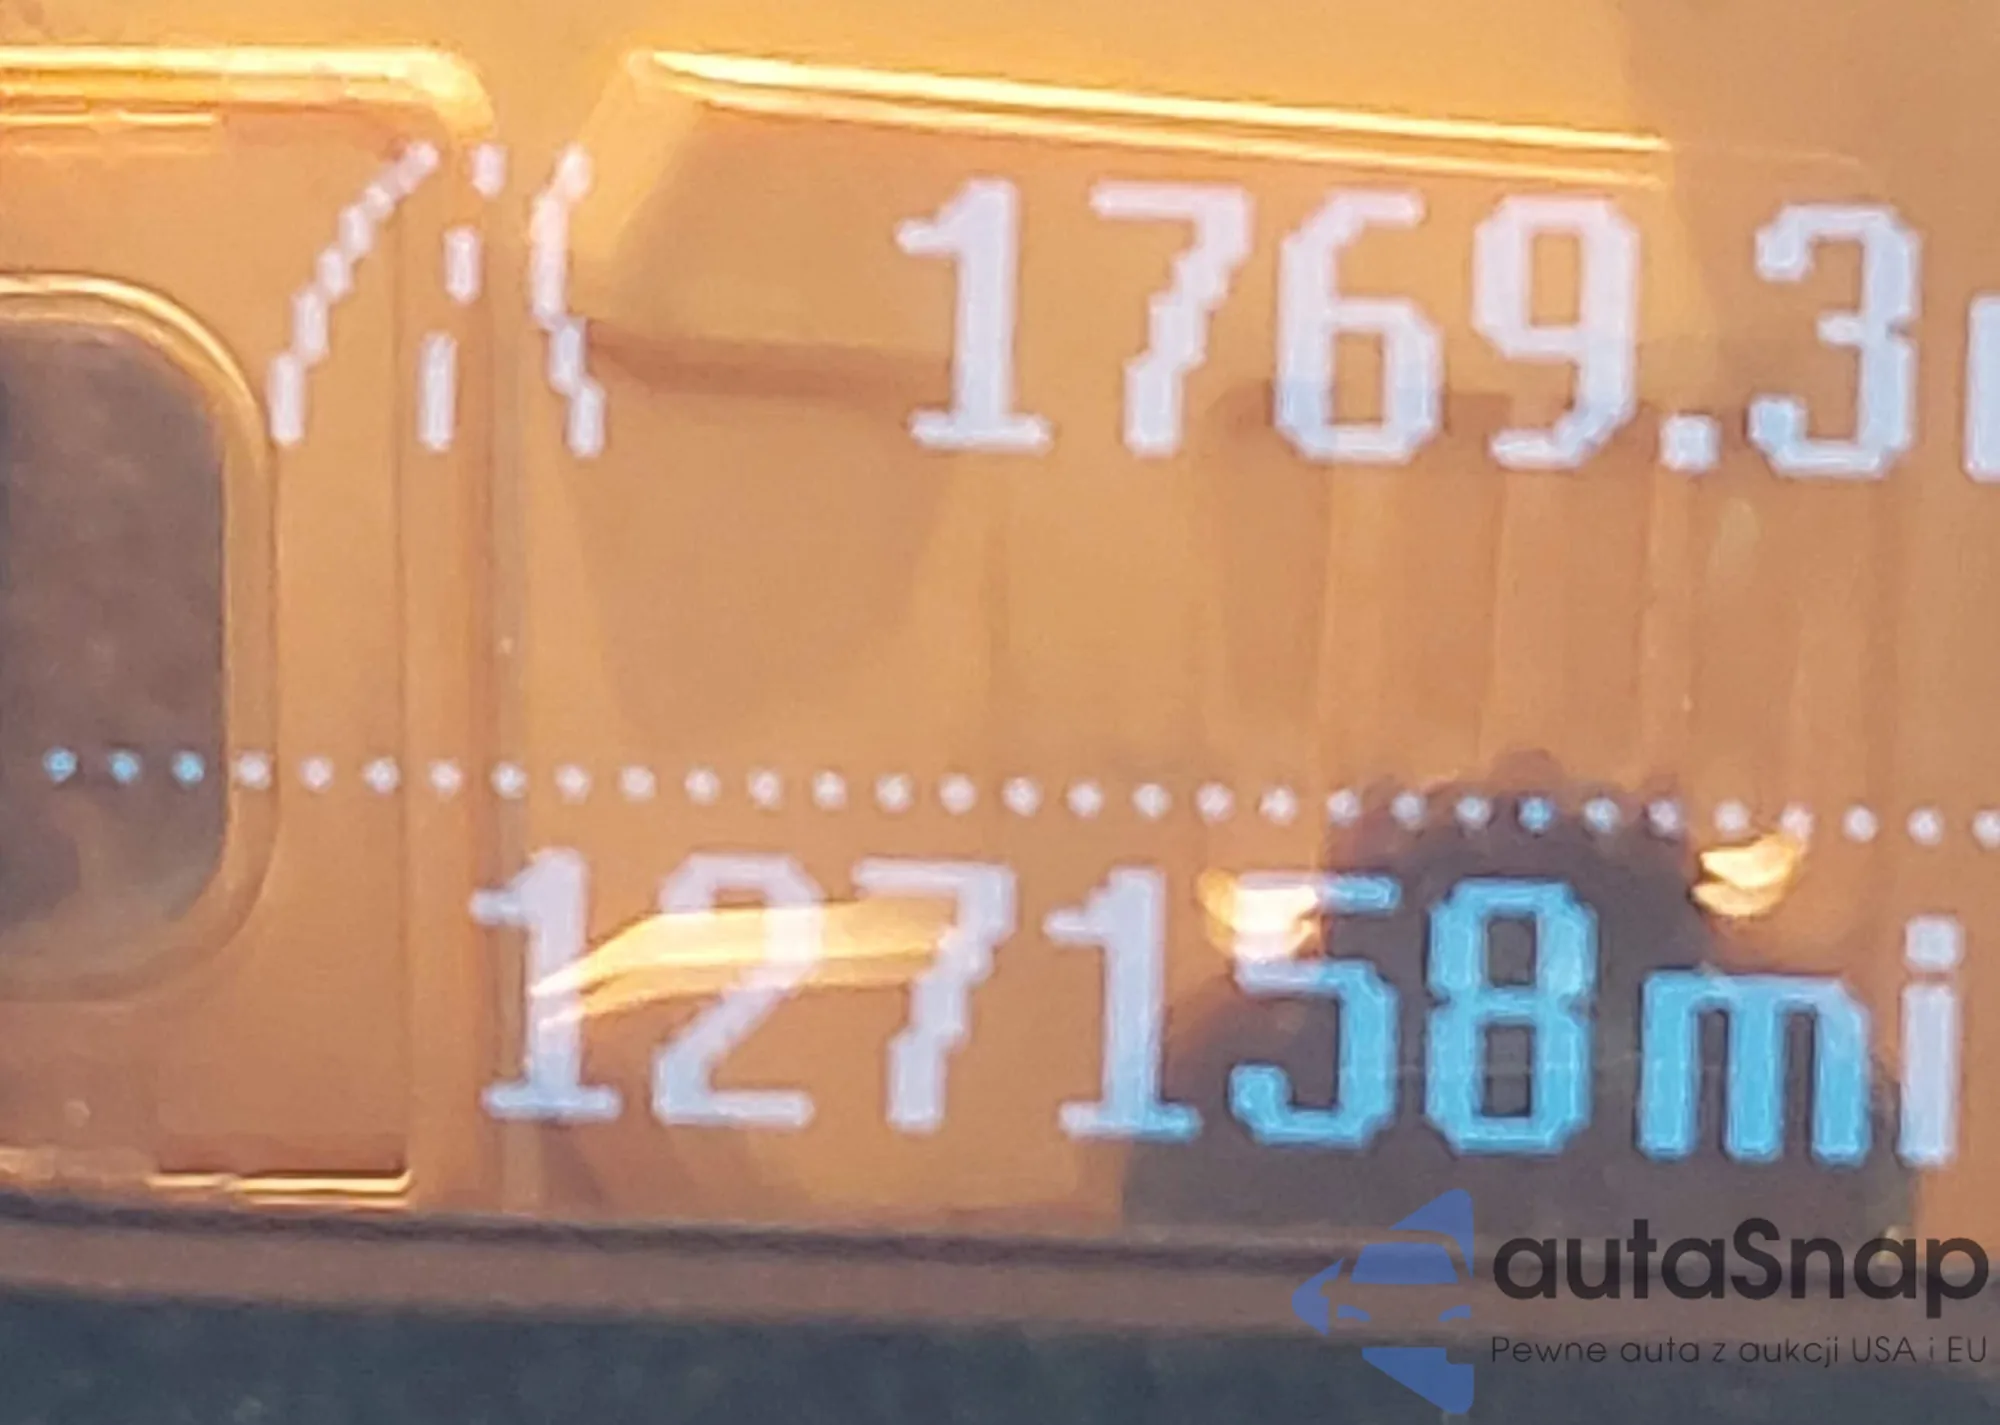 1769.3
127158mi
autaSnap
Pewne auta z aukcji USA i EU